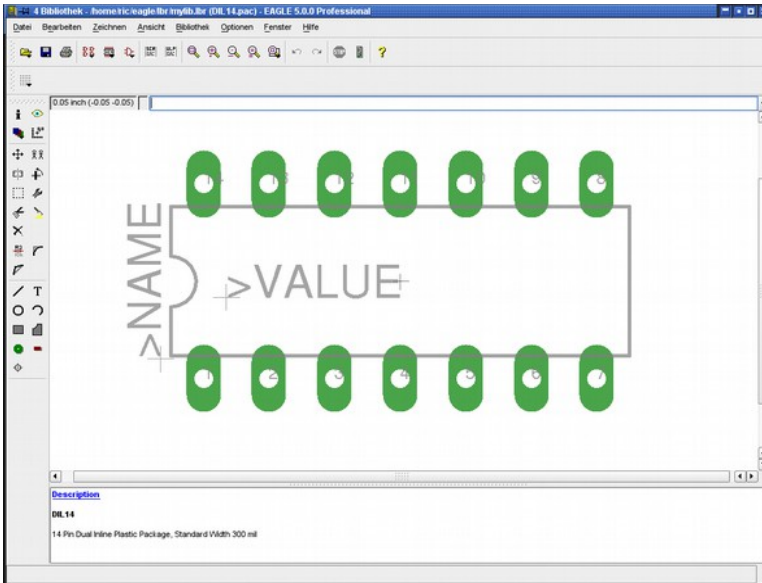 4 Bibliothek - /home/ric/eagle/lbr/mylib.lbr (DIL14.pac) - EAGLE 5.0.0 Professional
Datei Bearbeiten Zeichnen Ansicht Bibliothek Optionen Fenster Hilfe
0.05 inch (-0.05 -0.05)
14 13 12 11 10 9 8
>NAME
>VALUE
1 2 3 4 5 6 7
Description
DIL14
14 Pin Dual Inline Plastic Package, Standard Width 300 mil